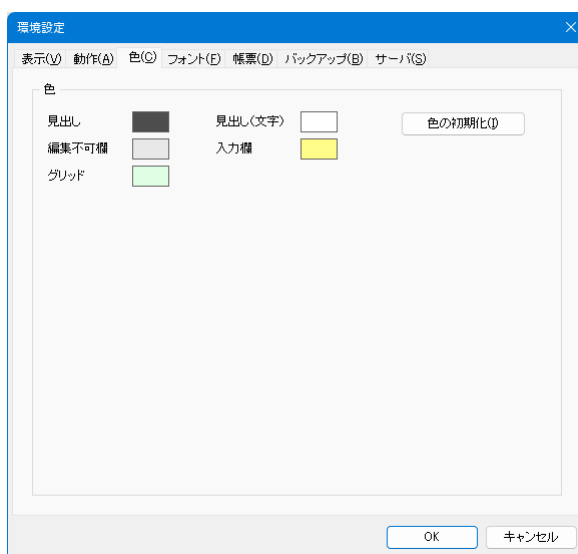 環境設定
表示(V) 動作(A) 色(C) フォント(F) 帳票(D) バックアップ(B) サーバ(S)
色
見出し 見出し(文字) 色の初期化(I)
編集不可欄 入力欄
グリッド
OK キャンセル